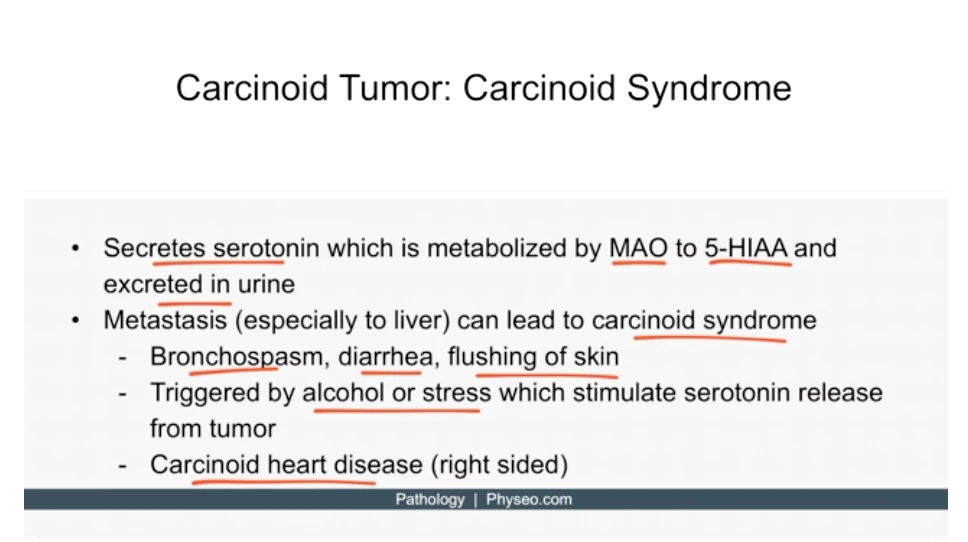 Carcinoid Tumor: Carcinoid Syndrome
• Secretes serotonin which is metabolized by MAO to 5-HIAA and
excreted in urine
• Metastasis (especially to liver) can lead to carcinoid syndrome
- Bronchospasm, diarrhea, flushing of skin
- Triggered by alcohol or stress which stimulate serotonin release
from tumor
- Carcinoid heart disease (right sided)
Pathology | Physeo.com